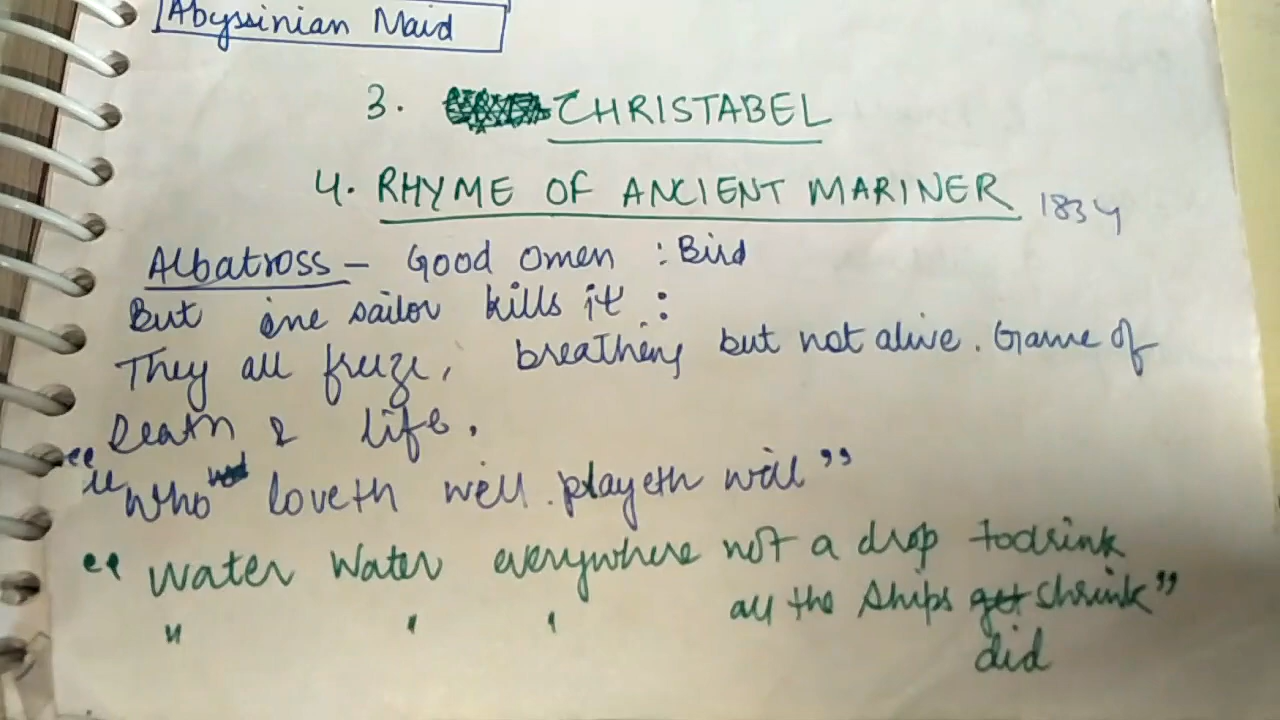 Abyssinian Maid
3. CHRISTABEL
4. RHYME OF ANCIENT MARINER 1834
Albatross – Good Omen : Bird
But one sailor kills it :
They all freeze, breathing but not alive. Game of
Death & life.
"Who loveth well playeth well"
"Water Water everywhere not a drop to drink
" " " all the ships shrink"
did